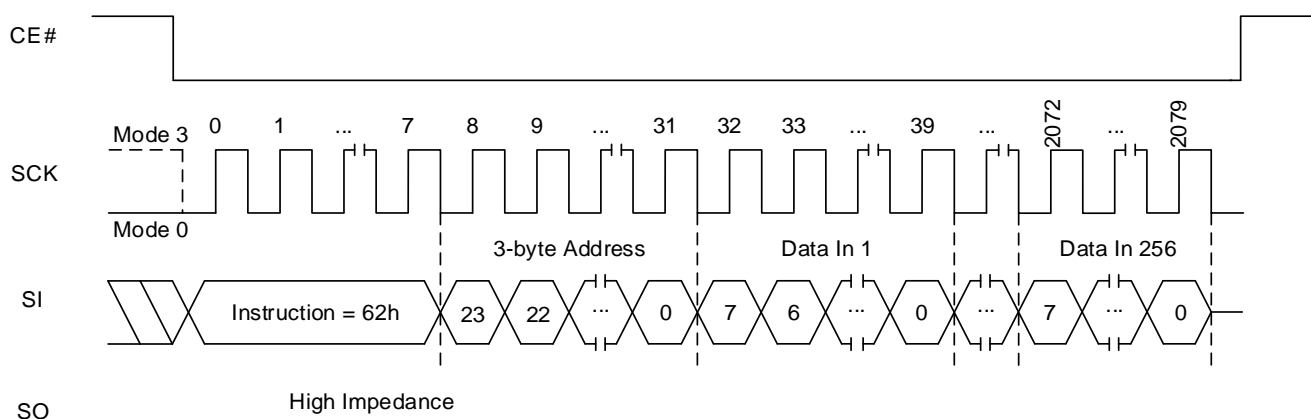 CE#
Mode 3
0 1 ... 7 8 9 ... 31 32 33 ... 39 ... 2072 ... 2079
SCK
Mode 0
3-byte Address Data In 1 Data In 256
SI Instruction = 62h 23 22 ... 0 7 6 ... 0 ... 7 ... 0
High Impedance
SO